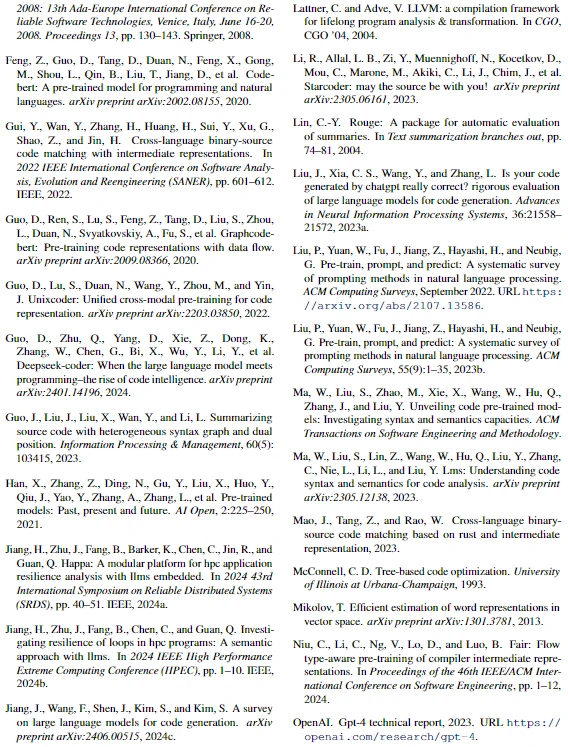 2008: 13th Ada-Europe International Conference on Re-
liable Software Technologies, Venice, Italy, June 16-20,
2008. Proceedings 13, pp. 130–143. Springer, 2008.
Feng, Z., Guo, D., Tang, D., Duan, N., Feng, X., Gong,
M., Shou, L., Qin, B., Liu, T., Jiang, D., et al. Code-
bert: A pre-trained model for programming and natural
languages. arXiv preprint arXiv:2002.08155, 2020.
Gui, Y., Wan, Y., Zhang, H., Huang, H., Sui, Y., Xu, G.,
Shao, Z., and Jin, H. Cross-language binary-source
code matching with intermediate representations. In
2022 IEEE International Conference on Software Analy-
sis, Evolution and Reengineering (SANER), pp. 601–612.
IEEE, 2022.
Guo, D., Ren, S., Lu, S., Feng, Z., Tang, D., Liu, S., Zhou,
L., Duan, N., Svyatkovskiy, A., Fu, S., et al. Graphcode-
bert: Pre-training code representations with data flow.
arXiv preprint arXiv:2009.08366, 2020.
Guo, D., Lu, S., Duan, N., Wang, Y., Zhou, M., and Yin,
J. Unixcoder: Unified cross-modal pre-training for code
representation. arXiv preprint arXiv:2203.03850, 2022.
Guo, D., Zhu, Q., Yang, D., Xie, Z., Dong, K.,
Zhang, W., Chen, G., Bi, X., Wu, Y., Li, Y., et al.
Deepseek-coder: When the large language model meets
programming–the rise of code intelligence. arXiv preprint
arXiv:2401.14196, 2024.
Guo, J., Liu, J., Liu, X., Wan, Y., and Li, L. Summarizing
source code with heterogeneous syntax graph and dual
position. Information Processing & Management, 60(5):
103415, 2023.
Han, X., Zhang, Z., Ding, N., Gu, Y., Liu, X., Huo, Y.,
Qiu, J., Yao, Y., Zhang, A., Zhang, L., et al. Pre-trained
models: Past, present and future. AI Open, 2:225–250,
2021.
Jiang, H., Zhu, J., Fang, B., Barker, K., Chen, C., Jin, R., and
Guan, Q. Happa: A modular platform for hpc application
resilience analysis with llms embedded. In 2024 43rd
International Symposium on Reliable Distributed Systems
(SRDS), pp. 40–51. IEEE, 2024a.
Jiang, H., Zhu, J., Fang, B., Chen, C., and Guan, Q. Investi-
gating resilience of loops in hpc programs: A semantic
approach with llms. In 2024 IEEE High Performance
Extreme Computing Conference (HPEC), pp. 1–10. IEEE,
2024b.
Jiang, J., Wang, F., Shen, J., Kim, S., and Kim, S. A survey
on large language models for code generation. arXiv
preprint arXiv:2406.00515, 2024c.
Lattner, C. and Adve, V. LLVM: a compilation framework
for lifelong program analysis & transformation. In CGO,
CGO '04, 2004.
Li, R., Allal, L. B., Zi, Y., Muennighoff, N., Kocetkov, D.,
Mou, C., Marone, M., Akiki, C., Li, J., Chim, J., et al.
Starcoder: may the source be with you! arXiv preprint
arXiv:2305.06161, 2023.
Lin, C.-Y. Rouge: A package for automatic evaluation
of summaries. In Text summarization branches out, pp.
74–81, 2004.
Liu, J., Xia, C. S., Wang, Y., and Zhang, L. Is your code
generated by chatgpt really correct? rigorous evaluation
of large language models for code generation. Advances
in Neural Information Processing Systems, 36:21558–
21572, 2023a.
Liu, P., Yuan, W., Fu, J., Jiang, Z., Hayashi, H., and Neubig,
G. Pre-train, prompt, and predict: A systematic survey
of prompting methods in natural language processing.
ACM Computing Surveys, September 2022. URL https:
//arxiv.org/abs/2107.13586.
Liu, P., Yuan, W., Fu, J., Jiang, Z., Hayashi, H., and Neubig,
G. Pre-train, prompt, and predict: A systematic survey of
prompting methods in natural language processing. ACM
Computing Surveys, 55(9):1–35, 2023b.
Ma, W., Liu, S., Zhao, M., Xie, X., Wang, W., Hu, Q.,
Zhang, J., and Liu, Y. Unveiling code pre-trained mod-
els: Investigating syntax and semantics capacities. ACM
Transactions on Software Engineering and Methodology.
Ma, W., Liu, S., Lin, Z., Wang, W., Hu, Q., Liu, Y., Zhang,
C., Nie, L., Li, L., and Liu, Y. Lms: Understanding code
syntax and semantics for code analysis. arXiv preprint
arXiv:2305.12138, 2023.
Mao, J., Tang, Z., and Rao, W. Cross-language binary-
source code matching based on rust and intermediate
representation, 2023.
McConnell, C. D. Tree-based code optimization. University
of Illinois at Urbana-Champaign, 1993.
Mikolov, T. Efficient estimation of word representations in
vector space. arXiv preprint arXiv:1301.3781, 2013.
Niu, C., Li, C., Ng, V., Lo, D., and Luo, B. Fair: Flow
type-aware pre-training of compiler intermediate repre-
sentations. In Proceedings of the 46th IEEE/ACM Inter-
national Conference on Software Engineering, pp. 1–12,
2024.
OpenAI. Gpt-4 technical report, 2023. URL https://
openai.com/research/gpt-4.